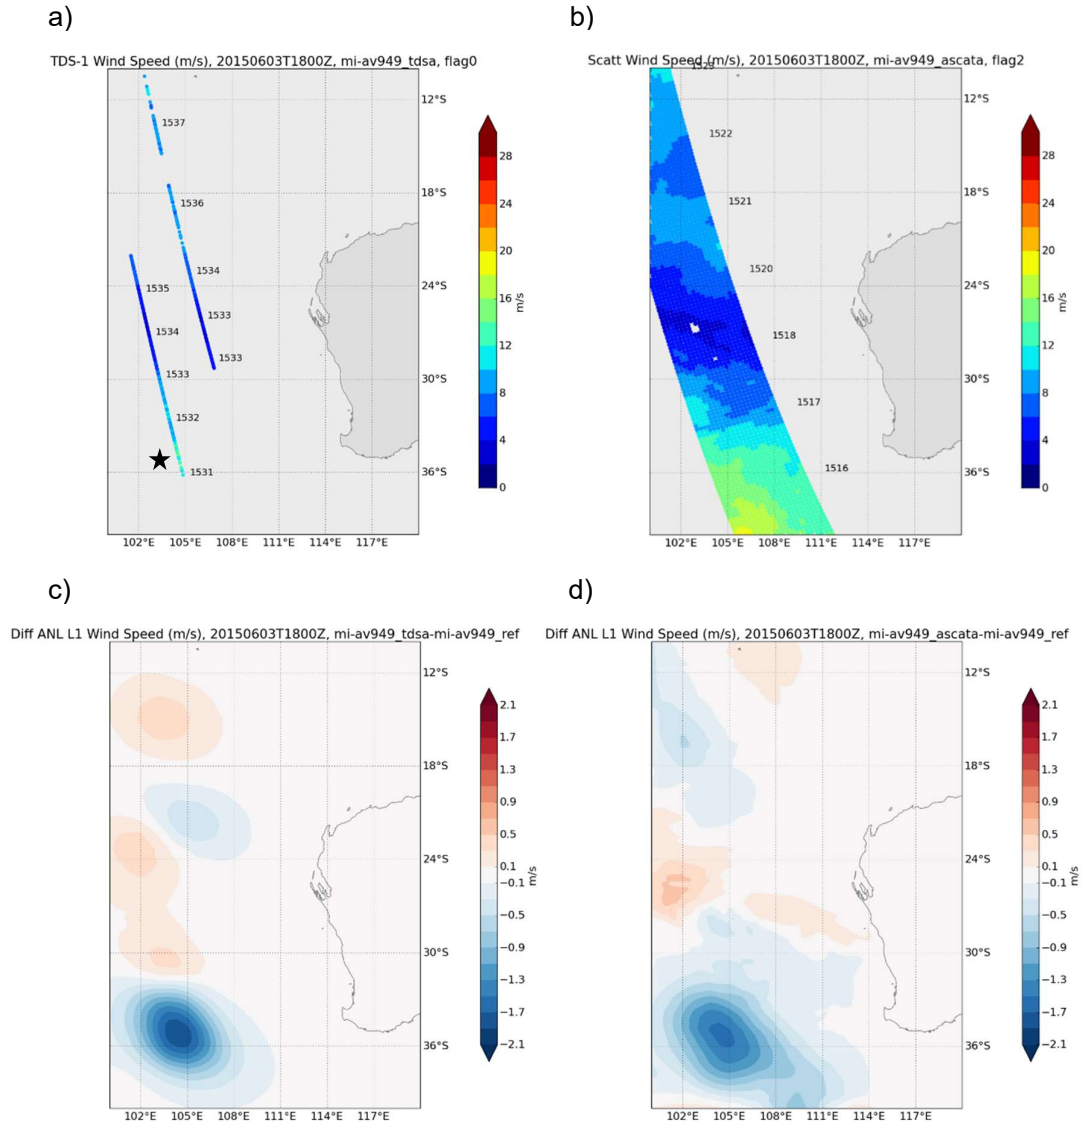 a)
b)
TDS-1 Wind Speed (m/s), 20150603T1800Z, mi-av949_tdsa, flag0
Scatt Wind Speed (m/s), 20150603T1800Z, mi-av949_ascata, flag2
1537
1536
1534
1535
1533
1534
1533
1533
1532
1531
12°S
18°S
24°S
30°S
36°S
102°E 105°E 108°E 111°E 114°E 117°E
28
24
20
16
12
8
4
0
m/s
1523
1522
1521
1520
1518
1517
1516
12°S
18°S
24°S
30°S
36°S
102°E 105°E 108°E 111°E 114°E 117°E
28
24
20
16
12
8
4
0
m/s
c)
d)
Diff ANL L1 Wind Speed (m/s), 20150603T1800Z, mi-av949_tdsa-mi-av949_ref
Diff ANL L1 Wind Speed (m/s), 20150603T1800Z, mi-av949_ascata-mi-av949_ref
12°S
18°S
24°S
30°S
36°S
102°E 105°E 108°E 111°E 114°E 117°E
2.1
1.7
1.3
0.9
0.5
0.1
−0.1
−0.5
−0.9
−1.3
−1.7
−2.1
m/s
12°S
18°S
24°S
30°S
36°S
102°E 105°E 108°E 111°E 114°E 117°E
2.1
1.7
1.3
0.9
0.5
0.1
−0.1
−0.5
−0.9
−1.3
−1.7
−2.1
m/s